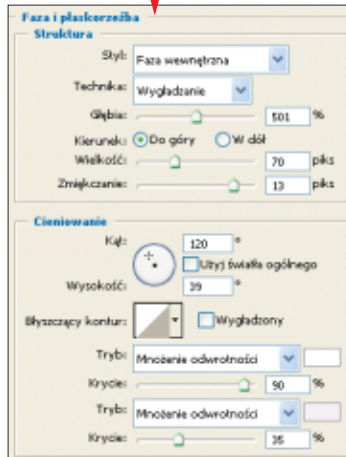 Faza i płaskorzeźba
Struktura
Styl: Faza wewnętrzna
Technika: Wygładzanie
Głębia: 501 %
Kierunek: Do góry W dół
Wielkość: 70 piks
Zmiękczanie: 13 piks
Cieniowanie
Kąt: 120 °
Użyj światła ogólnego
Wysokość: 39 °
Błyszczący kontur: Wygładzony
Tryb: Mnożenie odwrotności
Krycie: 90 %
Tryb: Mnożenie odwrotności
Krycie: 35 %